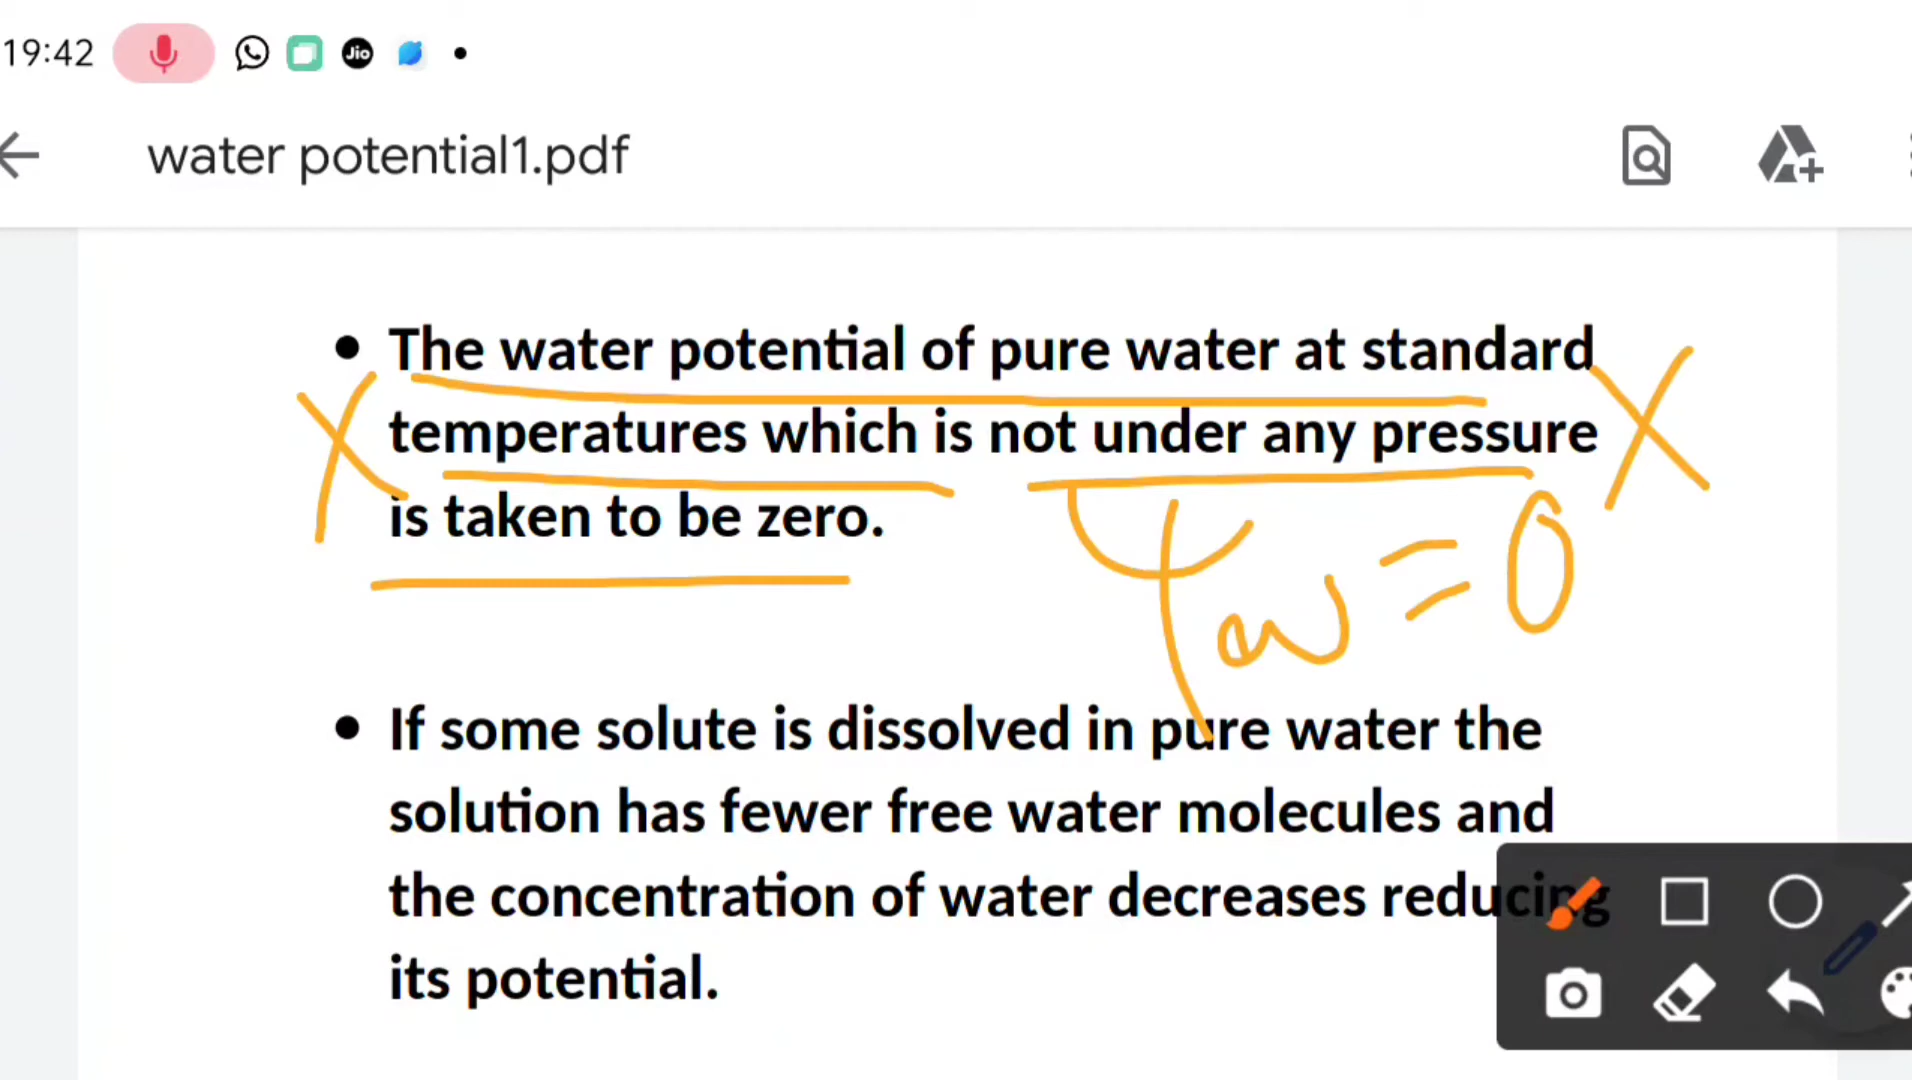 19:42
Jio
water potential1.pdf
• The water potential of pure water at standard
temperatures which is not under any pressure
is taken to be zero.
X
X
Ψw = 0
• If some solute is dissolved in pure water the
solution has fewer free water molecules and
the concentration of water decreases reducing
its potential.